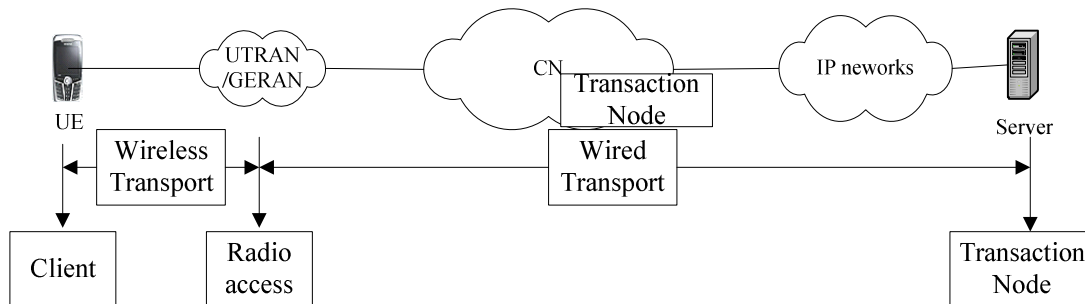 UTRAN
/GERAN
CN
IP neworks
Transaction
Node
UE
Server
Wireless
Transport
Wired
Transport
Client
Radio
access
Transaction
Node